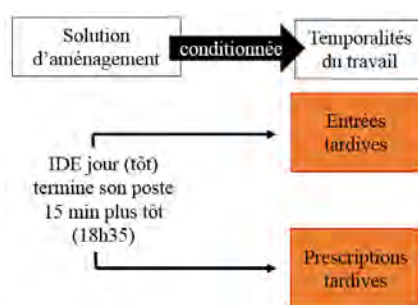 Solution
d'aménagement
conditionnée
Temporalités
du travail
Entrées
tardives
IDE jour (tôt)
termine son poste
15 min plus tôt
(18h35)
Prescriptions
tardives